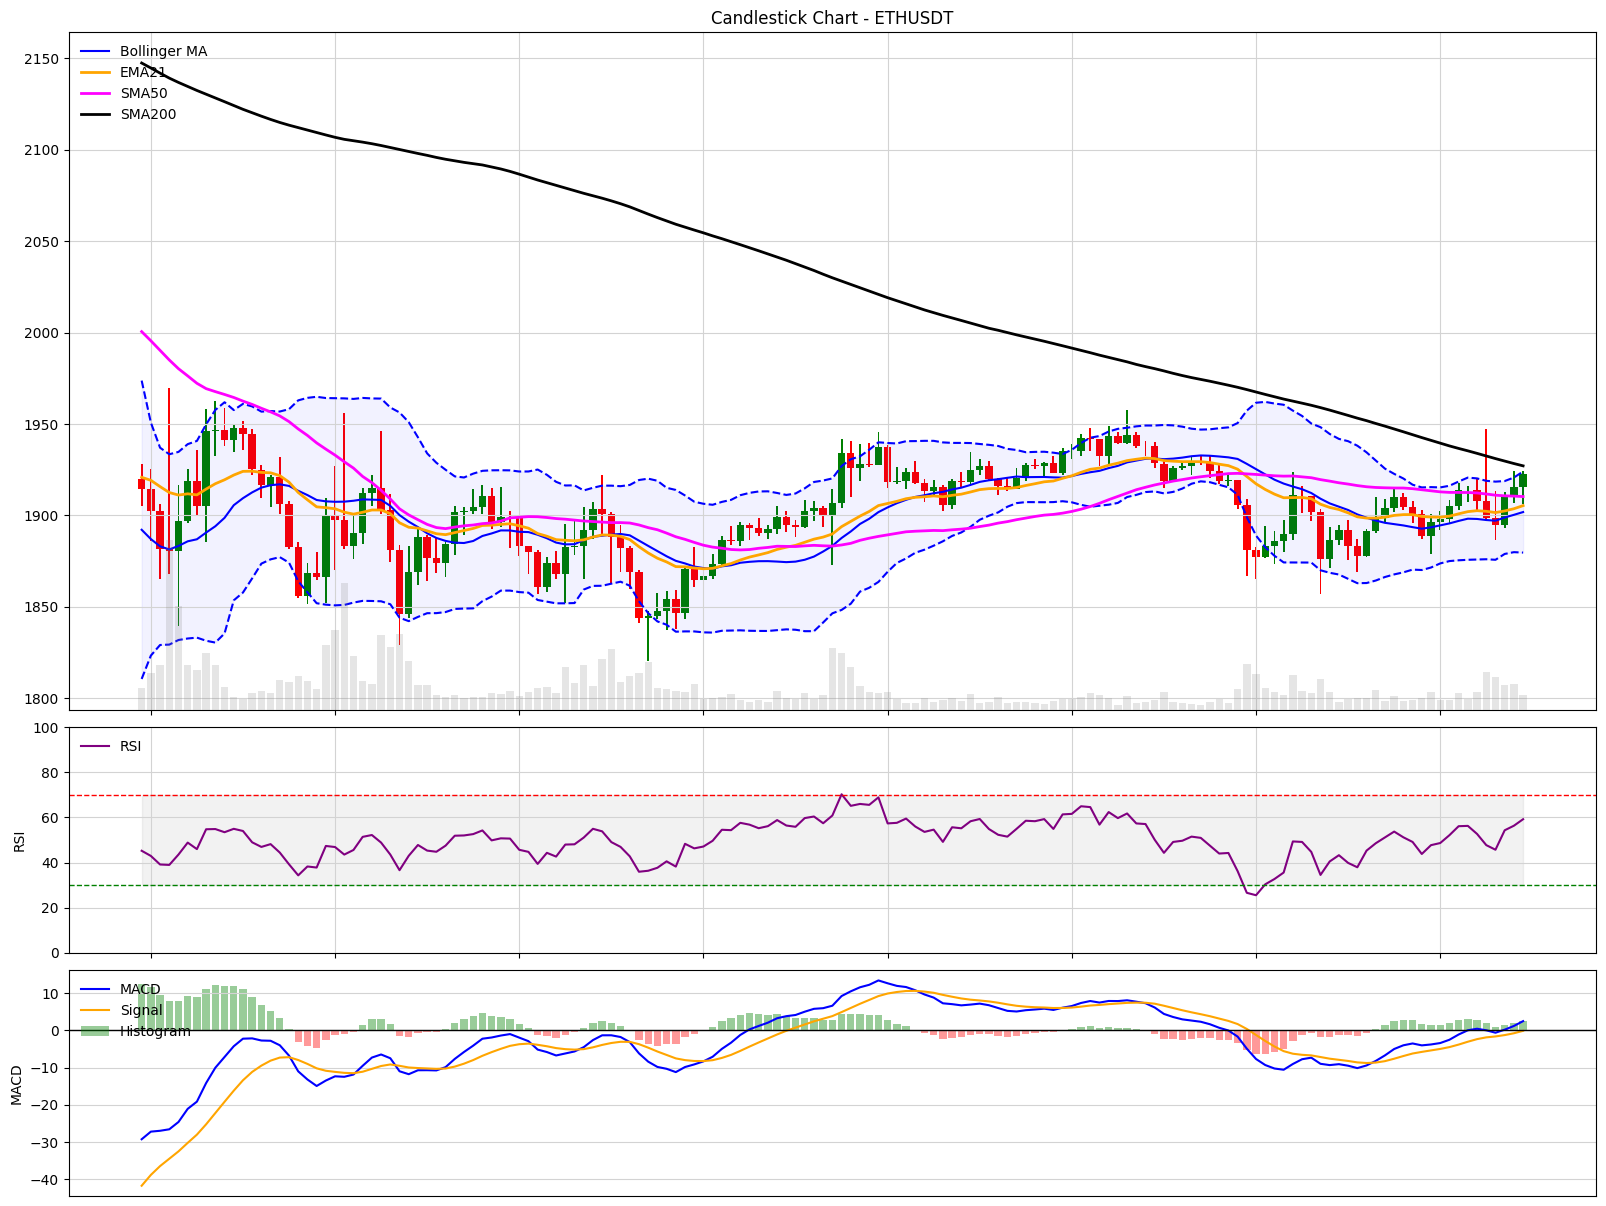 Candlestick Chart - ETHUSDT
Bollinger MA
EMA21
SMA50
SMA200
2150
2100
2050
2000
1950
1900
1850
1800
RSI
RSI
100
80
60
40
20
0
MACD
Signal
Histogram
MACD
10
0
−10
−20
−30
−40